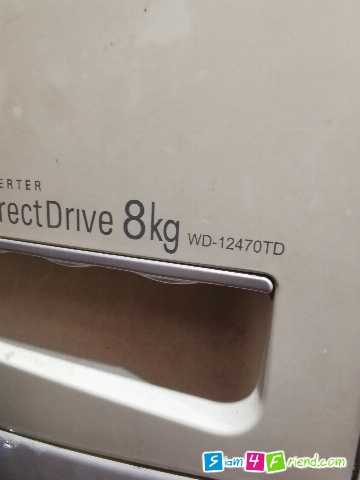 ERTER
rectDrive 8kg WD-12470TD
Siam4Friend.com